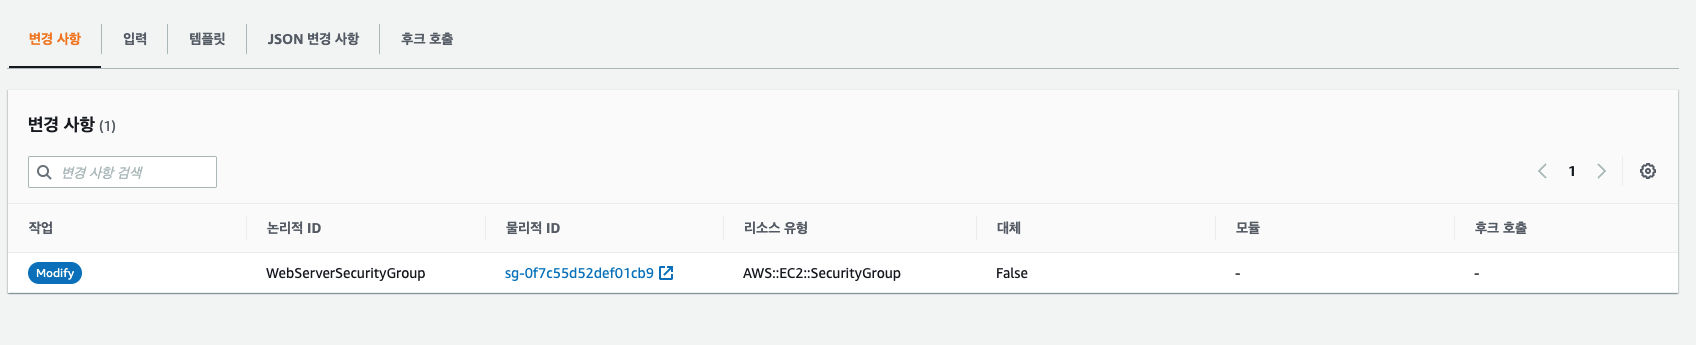 변경 사항 입력 템플릿 JSON 변경 사항 후크 호출
변경 사항 (1)
변경 사항 검색
1
작업 논리적 ID 물리적 ID 리소스 유형 대체 모듈 후크 호출
Modify WebServerSecurityGroup sg-0f7c55d52def01cb9 AWS::EC2::SecurityGroup False - -